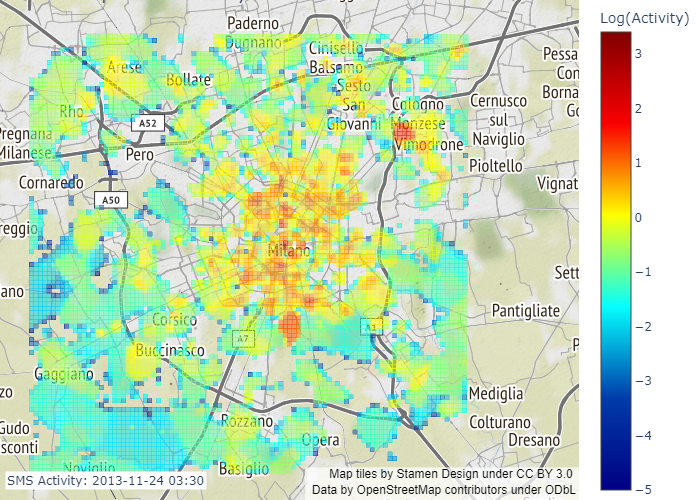 Paderno
Dugnano
Cinisello
Balsamo
Arese
Bollate
Sesto
San
Giovanni
Rho
Cologno
Monzese
Cernusco
sul
Naviglio
Pessa
Con
Borna
Go
A52
Pregnana
Milanese
Pero
Vimodrone
Pioltello
Cornaredo
A50
Vignat
reggio
Milano
Sett
ano
Corsico
A7
A1
Pantigliate
P
Buccinasco
Gaggiano
zo
Mediglia
Gudo
sconti
Rozzano
Opera
Colturano
Dresano
Noviglio
Basiglio
SMS Activity: 2013-11-24 03:30
Map tiles by Stamen Design under CC BY 3.0
Data by OpenStreetMap contributors under ODbL
Log(Activity)
3
2
1
0
−1
−2
−3
−4
−5